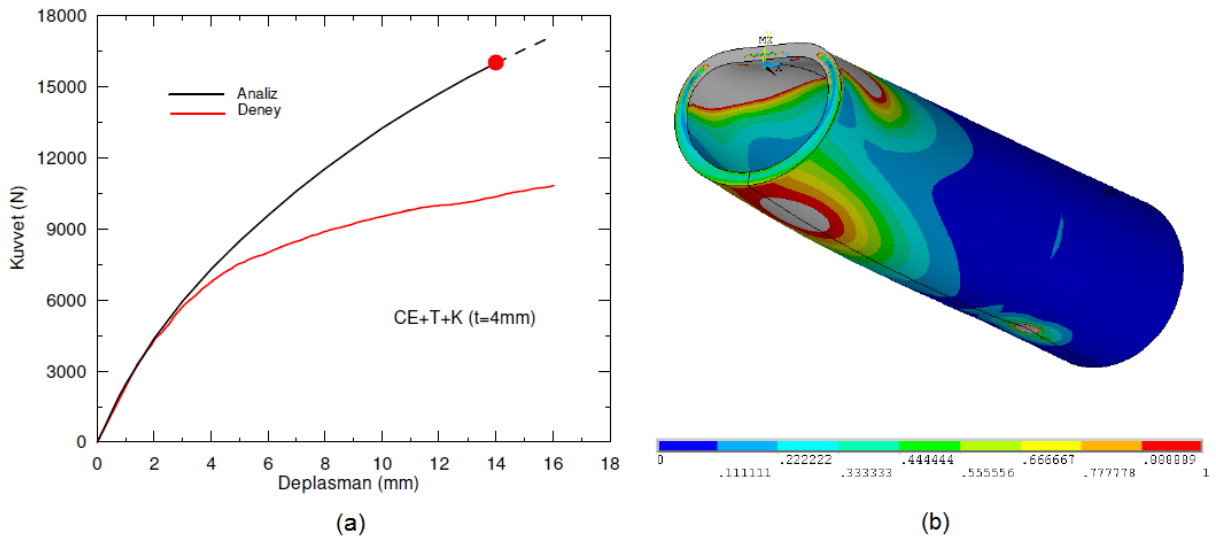 18000
15000
12000
9000
6000
3000
0
Kuvvet (N)
Analiz
Deney
CE+T+K (t=4mm)
0 2 4 6 8 10 12 14 16 18
Deplasman (mm)
(a)
MX
0 .222222 .444444 .666667 .888889
.111111 .333333 .555556 .777778 1
(b)